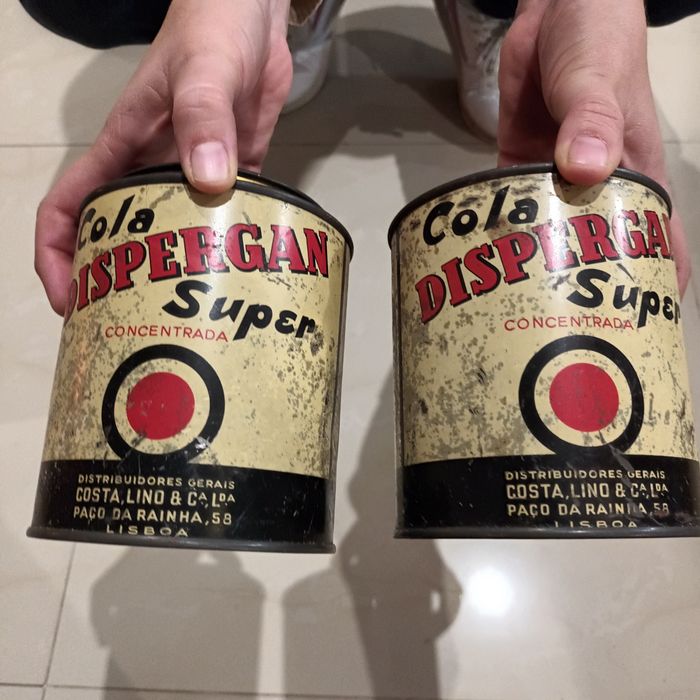 Cola
DISPERGAN
Super
CONCENTRADA
DISTRIBUIDORES GERAIS
COSTA, LINO & Cª, LDA
PAÇO DA RAINHA, 58
LISBOA
Cola
DISPERGAN
Super
CONCENTRADA
DISTRIBUIDORES GERAIS
COSTA, LINO & Cª, LDA
PAÇO DA RAINHA, 58
LISBOA